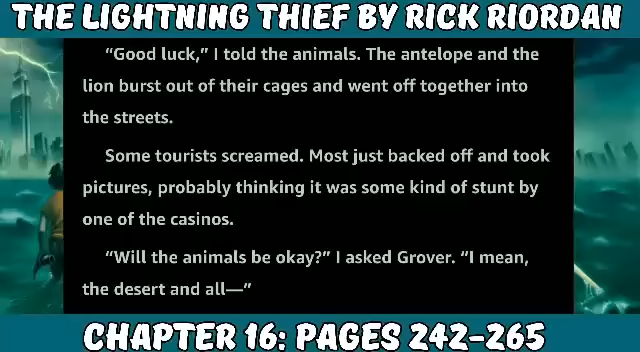 THE LIGHTNING THIEF BY RICK RIORDAN
“Good luck,” I told the animals. The antelope and the
lion burst out of their cages and went off together into
the streets.
Some tourists screamed. Most just backed off and took
pictures, probably thinking it was some kind of stunt by
one of the casinos.
“Will the animals be okay?” I asked Grover. “I mean,
the desert and all—”
CHAPTER 16: PAGES 242-265